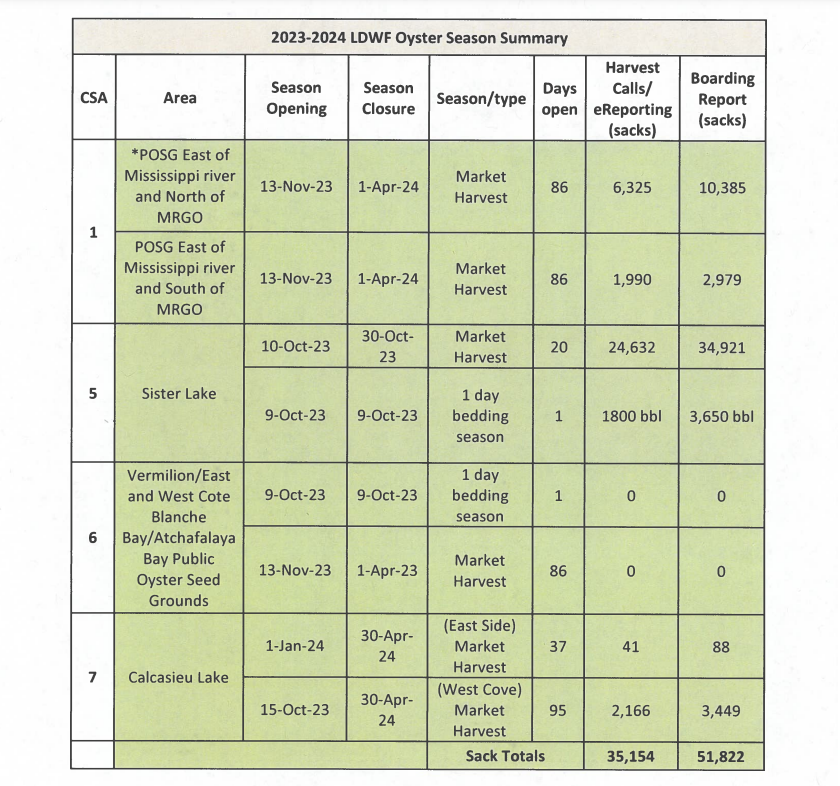 2023-2024 LDWF Oyster Season Summary
CSA
Area
Season
Opening
Season
Closure
Season/type
Days
open
Harvest
Calls/
eReporting
(sacks)
Boarding
Report
(sacks)
1
*POSG East of
Mississippi river
and North of
MRGO
13-Nov-23
1-Apr-24
Market
Harvest
86
6,325
10,385
POSG East of
Mississippi river
and South of
MRGO
13-Nov-23
1-Apr-24
Market
Harvest
86
1,990
2,979
5
Sister Lake
10-Oct-23
30-Oct-
23
Market
Harvest
20
24,632
34,921
9-Oct-23
9-Oct-23
1 day
bedding
season
1
1800 bbl
3,650 bbl
6
Vermilion/East
and West Cote
Blanche
Bay/Atchafalaya
Bay Public
Oyster Seed
Grounds
9-Oct-23
9-Oct-23
1 day
bedding
season
1
0
0
13-Nov-23
1-Apr-23
Market
Harvest
86
0
0
7
Calcasieu Lake
1-Jan-24
30-Apr-
24
(East Side)
Market
Harvest
37
41
88
15-Oct-23
30-Apr-
24
(West Cove)
Market
Harvest
95
2,166
3,449
Sack Totals
35,154
51,822